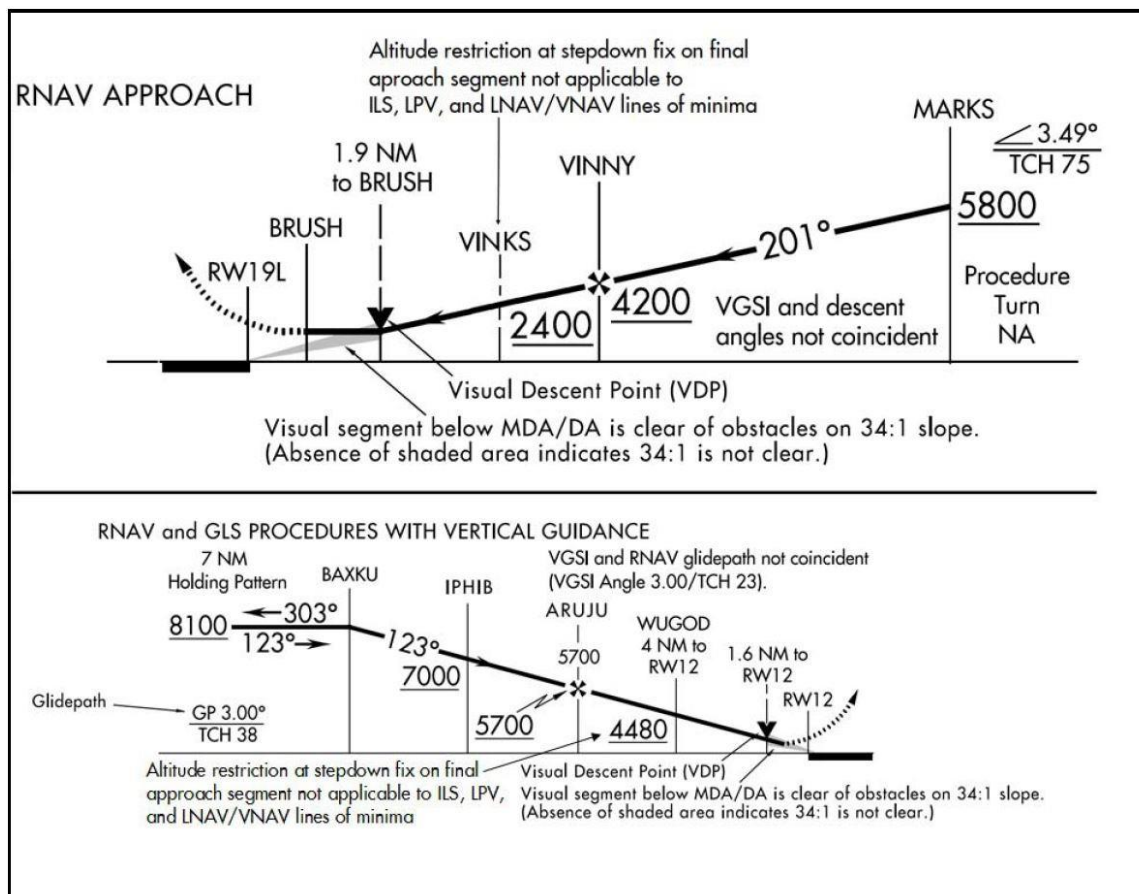 RNAV APPROACH
Altitude restriction at stepdown fix on final
aproach segment not applicable to
ILS, LPV, and LNAV/VNAV lines of minima
MARKS
3.49°
TCH 75
1.9 NM
to BRUSH
VINNY
BRUSH
VINKS
5800
201°
RW19L
2400
4200
VGSI and descent
angles not coincident
Procedure
Turn
NA
Visual Descent Point (VDP)
Visual segment below MDA/DA is clear of obstacles on 34:1 slope.
(Absence of shaded area indicates 34:1 is not clear.)
RNAV and GLS PROCEDURES WITH VERTICAL GUIDANCE
7 NM
Holding Pattern
BAXKU
IPHIB
VGSI and RNAV glidepath not coincident
(VGSI Angle 3.00/TCH 23).
ARUJU
5700
WUGOD
4 NM to
RW12
1.6 NM to
RW12
RW12
8100
303°
123°
123°
7000
5700
4480
Glidepath
GP 3.00°
TCH 38
Altitude restriction at stepdown fix on final
approach segment not applicable to ILS, LPV,
and LNAV/VNAV lines of minima
Visual Descent Point (VDP)
Visual segment below MDA/DA is clear of obstacles on 34:1 slope.
(Absence of shaded area indicates 34:1 is not clear.)